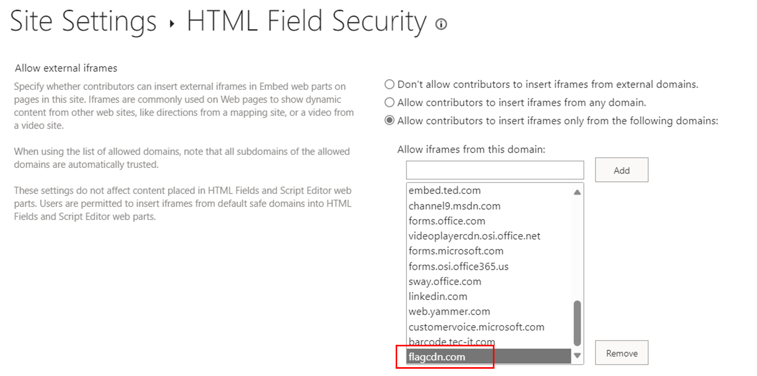 Site Settings ▸ HTML Field Security
Allow external iframes
Specify whether contributors can insert external iframes in Embed web parts on
pages in this site. Iframes are commonly used on Web pages to show dynamic
content from other web sites, like directions from a mapping site, or a video from
a video site.
When using the list of allowed domains, note that all subdomains of the allowed
domains are automatically trusted.
These settings do not affect content placed in HTML Fields and Script Editor web
parts. Users are permitted to insert iframes from default safe domains into HTML
Fields and Script Editor web parts.
Don't allow contributors to insert iframes from external domains.
Allow contributors to insert iframes from any domain.
Allow contributors to insert iframes only from the following domains:
Allow iframes from this domain:
Add
embed.ted.com
channel9.msdn.com
forms.office.com
videoplayercdn.osi.office.net
forms.microsoft.com
forms.osi.office365.us
sway.office.com
linkedin.com
web.yammer.com
customervoice.microsoft.com
barcode.tec-it.com
flagcdn.com
Remove